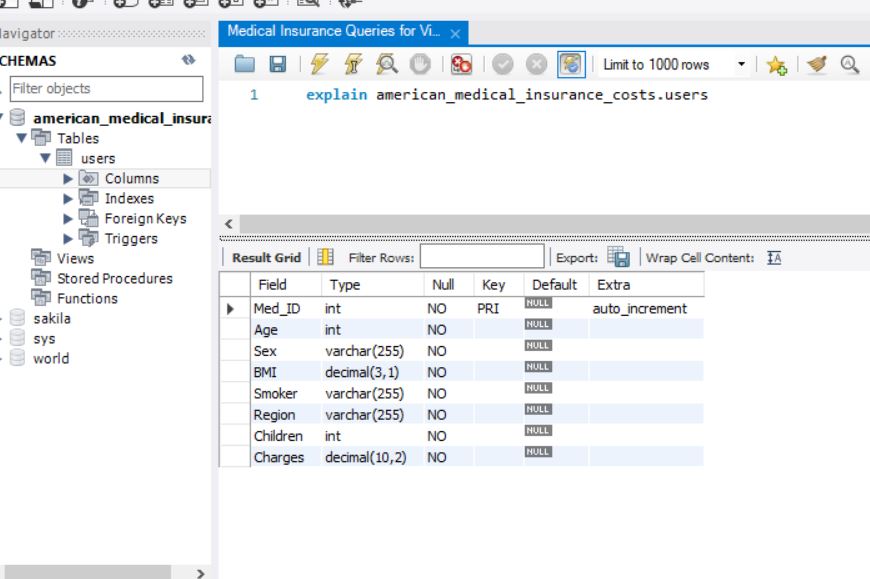 Navigator
SCHEMAS
Filter objects
american_medical_insura
Tables
users
Columns
Indexes
Foreign Keys
Triggers
Views
Stored Procedures
Functions
sakila
sys
world
Medical Insurance Queries for Vi...
Limit to 1000 rows
1 explain american_medical_insurance_costs.users
Result Grid Filter Rows: Export: Wrap Cell Content:
Field Type Null Key Default Extra
Med_ID int NO PRI NULL auto_increment
Age int NO NULL
Sex varchar(255) NO NULL
BMI decimal(3,1) NO NULL
Smoker varchar(255) NO NULL
Region varchar(255) NO NULL
Children int NO NULL
Charges decimal(10,2) NO NULL